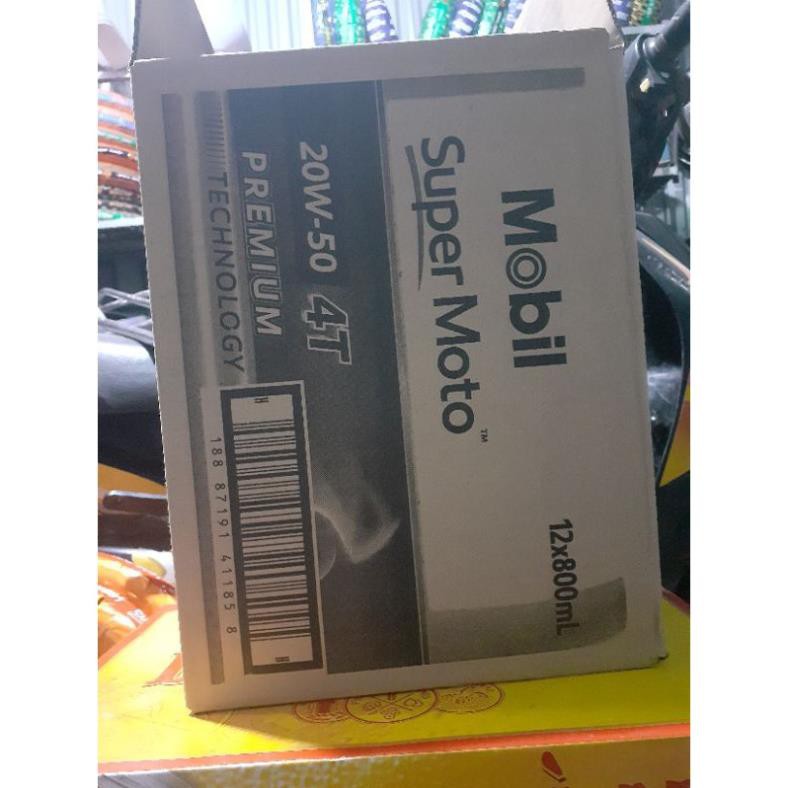 Mobil
Super Moto™
12x800mL
20W-50 4T
PREMIUM
TECHNOLOGY
188 87191 41185 8